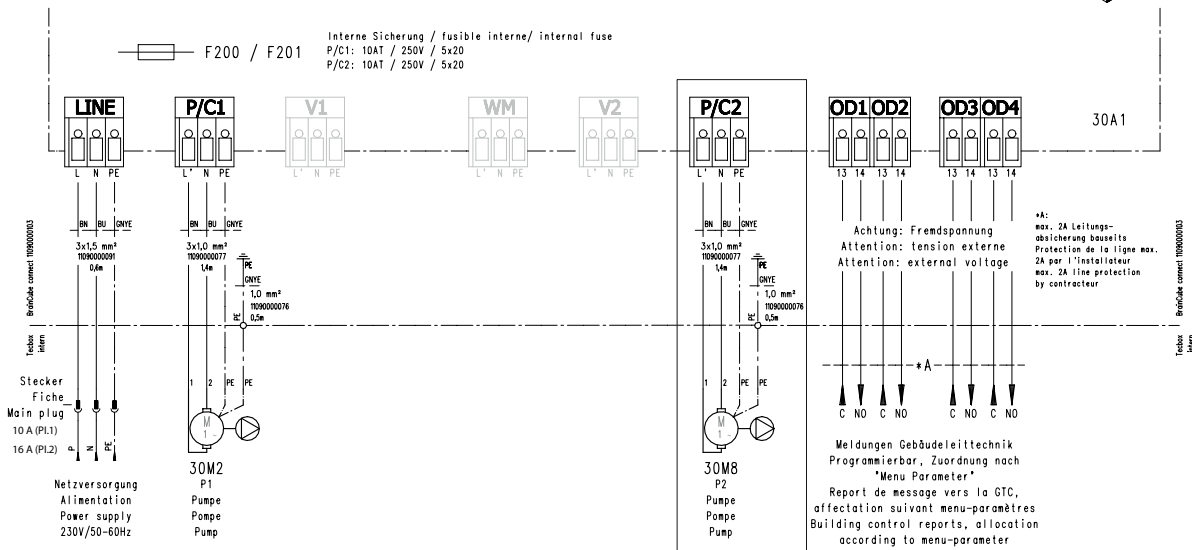 F200 / F201
Interne Sicherung / fusible interne/ internal fuse
P/C1: 10AT / 250V / 5x20
P/C2: 10AT / 250V / 5x20
LINE P/C1 V1 WM V2 P/C2 OD1 OD2 OD3 OD4
30A1
L N PE L' N PE L' N PE L' N PE L' N PE L' N PE 13 14 13 14 13 14 13 14
BN BU GNYE BN BU GNYE BN BU GNYE
3x1,5 mm²
11090000091
0,6m
3x1,0 mm²
11090000077
1,4m
PE
GNYE
1,0 mm²
11090000076
0,5m
PE
3x1,0 mm²
11090000077
1,4m
PE
GNYE
1,0 mm²
11090000076
0,5m
PE
Achtung: Fremdspannung
Attention: tension externe
Attention: external voltage
*A:
max. 2A Leitungs-
absicherung bauseits
Protection de la ligne max.
2A par l'installateur
max. 2A line protection
by contracteur
BrainCube connect 11090000103
Tecbox
intern
BrainCube connect 11090000103
Tecbox
intern
*A
Stecker
Fiche
Main plug
10 A (Pl.1)
16 A (Pl.2)
P N PE
1 2 PE PE
M
1~
1 2 PE PE
M
1~
C NO C NO C NO C NO
Netzversorgung
Alimentation
Power supply
230V/50-60Hz
30M2
P1
Pumpe
Pompe
Pump
30M8
P2
Pumpe
Pompe
Pump
Meldungen Gebäudeleittechnik
Programmierbar, Zuordnung nach
"Menu Parameter"
Report de message vers la GTC,
affectation suivant menu-paramètres
Building control reports, allocation
according to menu-parameter